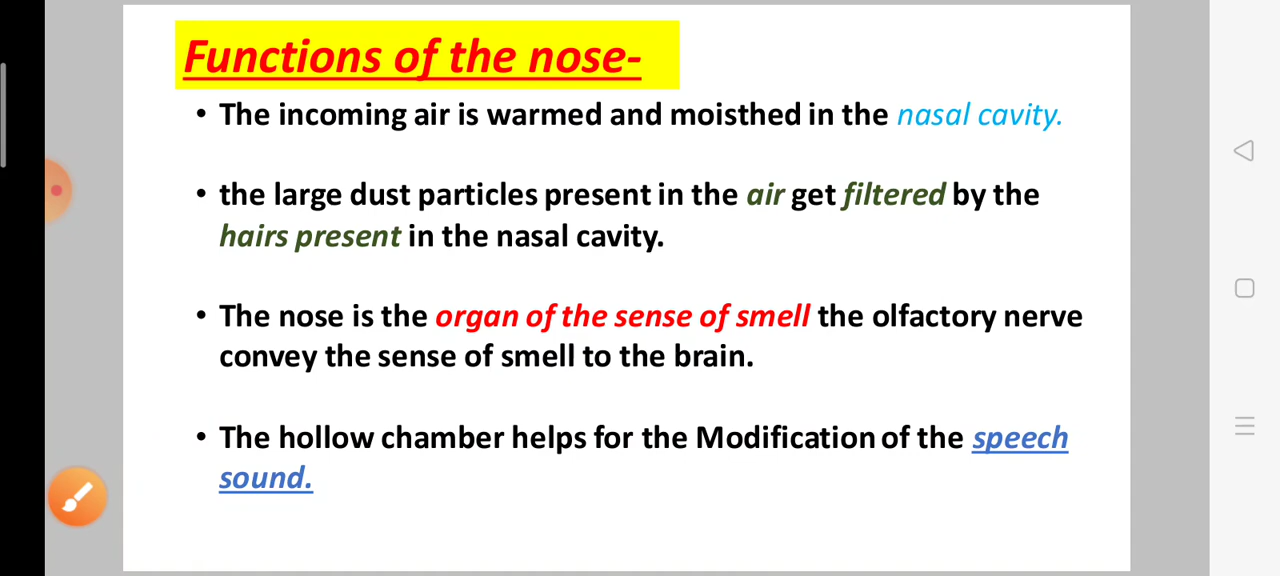 Functions of the nose-
• The incoming air is warmed and moisthed in the nasal cavity.
• the large dust particles present in the air get filtered by the
hairs present in the nasal cavity.
• The nose is the organ of the sense of smell the olfactory nerve
convey the sense of smell to the brain.
• The hollow chamber helps for the Modification of the speech
sound.